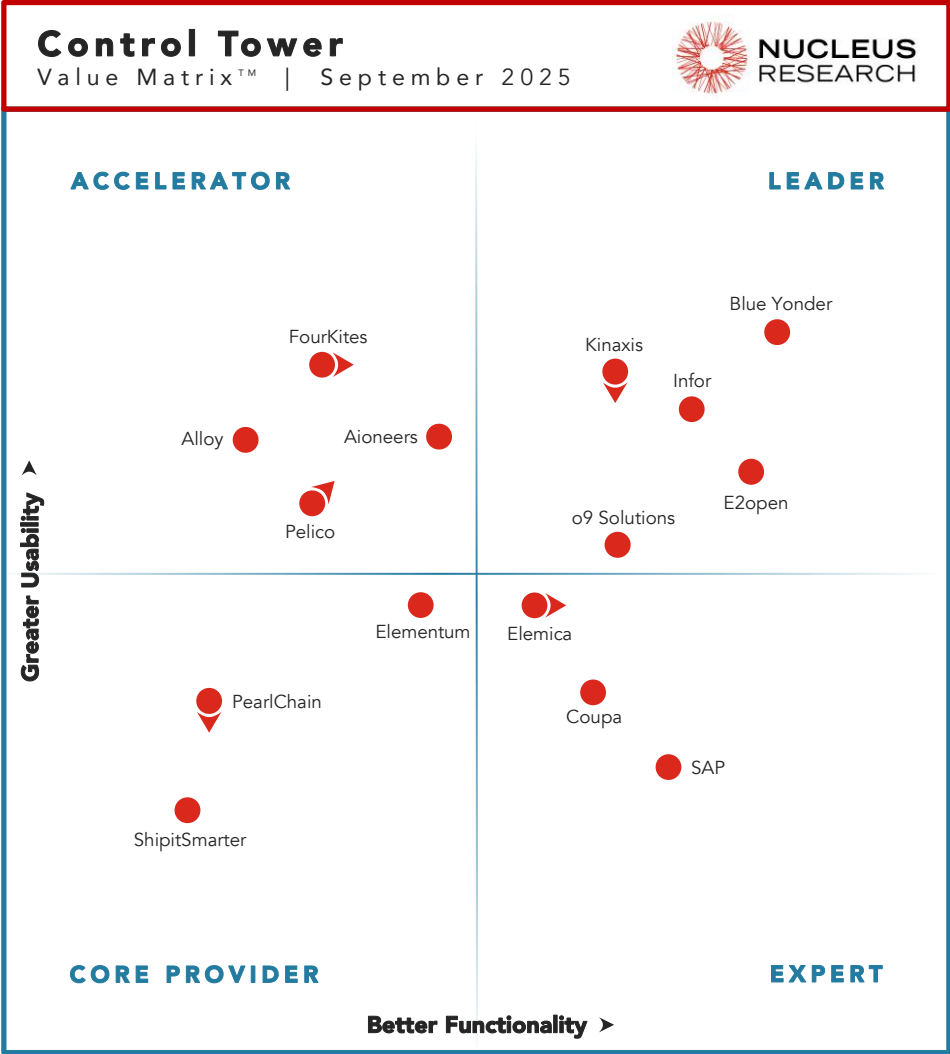 Control Tower
Value Matrix™ | September 2025
NUCLEUS
RESEARCH
ACCELERATOR
LEADER
Blue Yonder
FourKites
Kinaxis
Infor
Alloy
Aioneers
E2open
o9 Solutions
Pelico
Greater Usability
Elementum
Elemica
PearlChain
Coupa
SAP
ShipitSmarter
CORE PROVIDER
EXPERT
Better Functionality